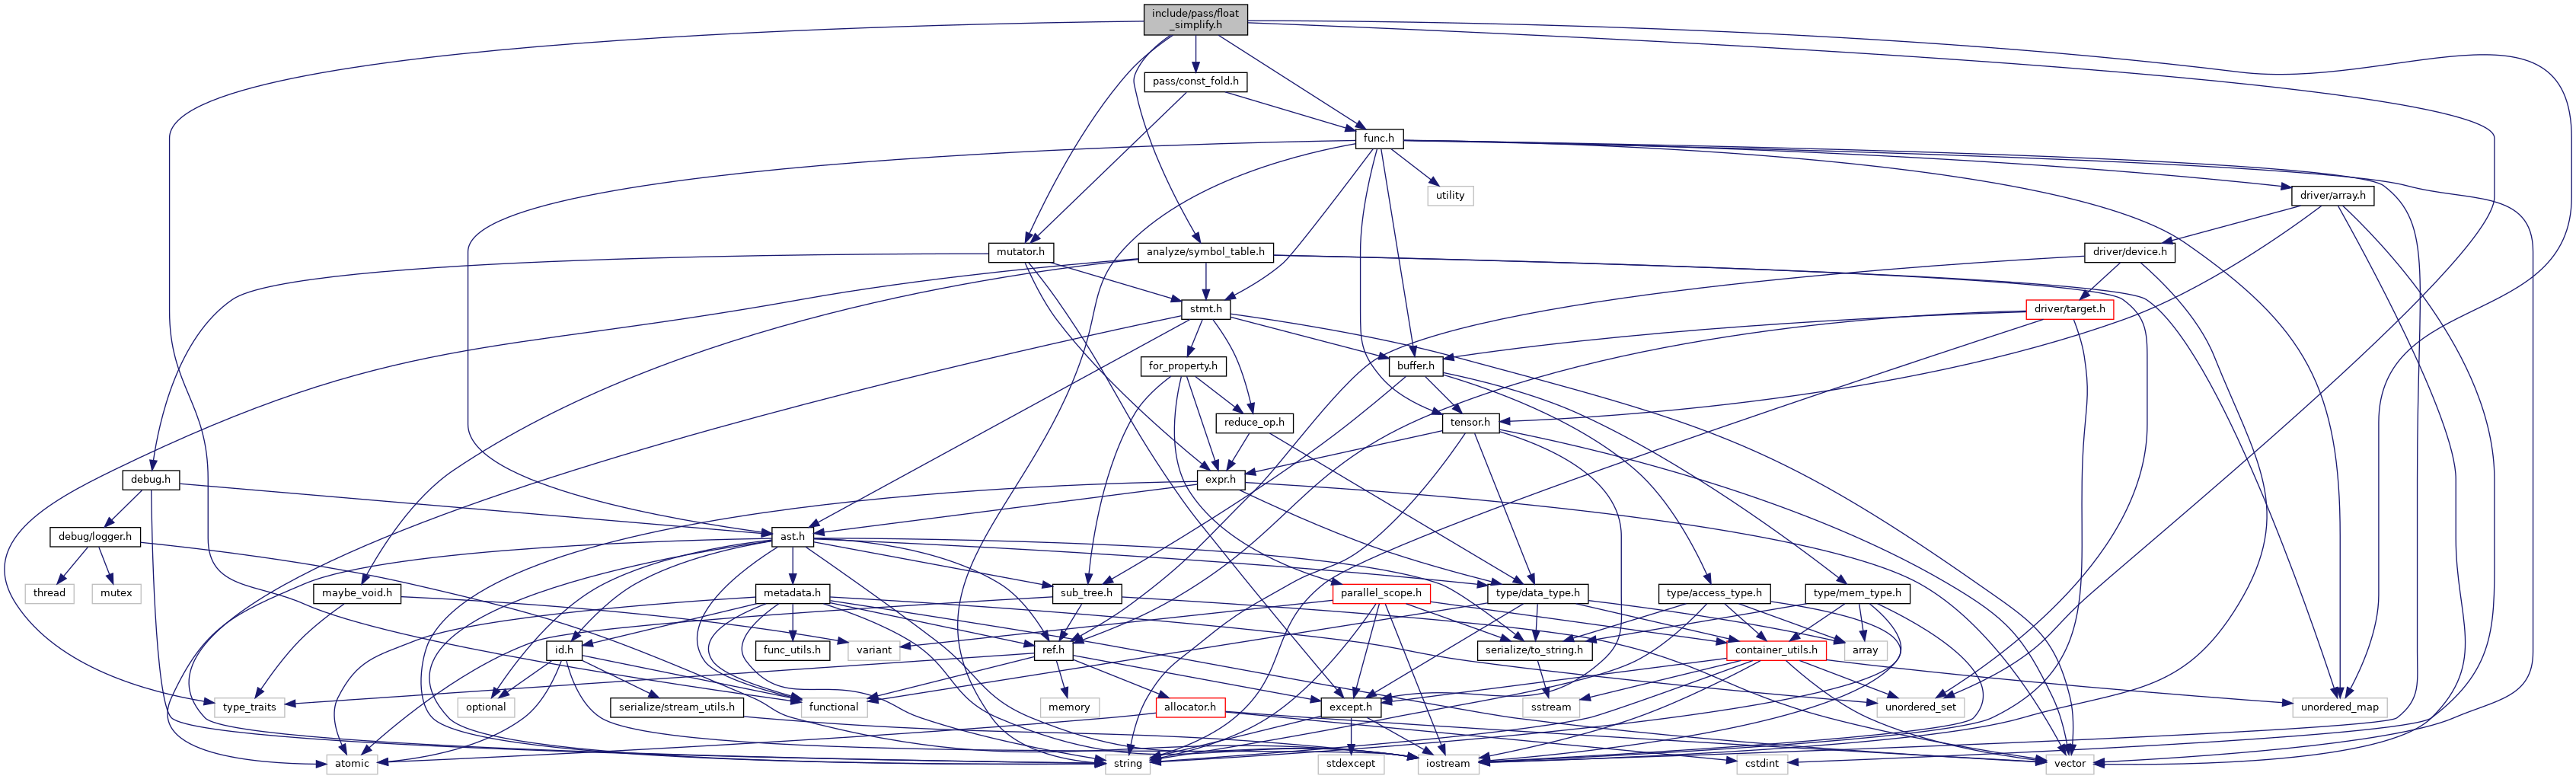 include/pass/float
_simplify.h
pass/const_fold.h
func.h
utility
driver/array.h
mutator.h
analyze/symbol_table.h
driver/device.h
stmt.h
driver/target.h
for_property.h
buffer.h
reduce_op.h
tensor.h
debug.h
expr.h
debug/logger.h
ast.h
thread
mutex
maybe_void.h
metadata.h
sub_tree.h
parallel_scope.h
type/data_type.h
type/access_type.h
type/mem_type.h
id.h
func_utils.h
variant
ref.h
serialize/to_string.h
container_utils.h
array
type_traits
optional
serialize/stream_utils.h
functional
memory
allocator.h
except.h
sstream
unordered_set
unordered_map
atomic
string
stdexcept
iostream
cstdint
vector